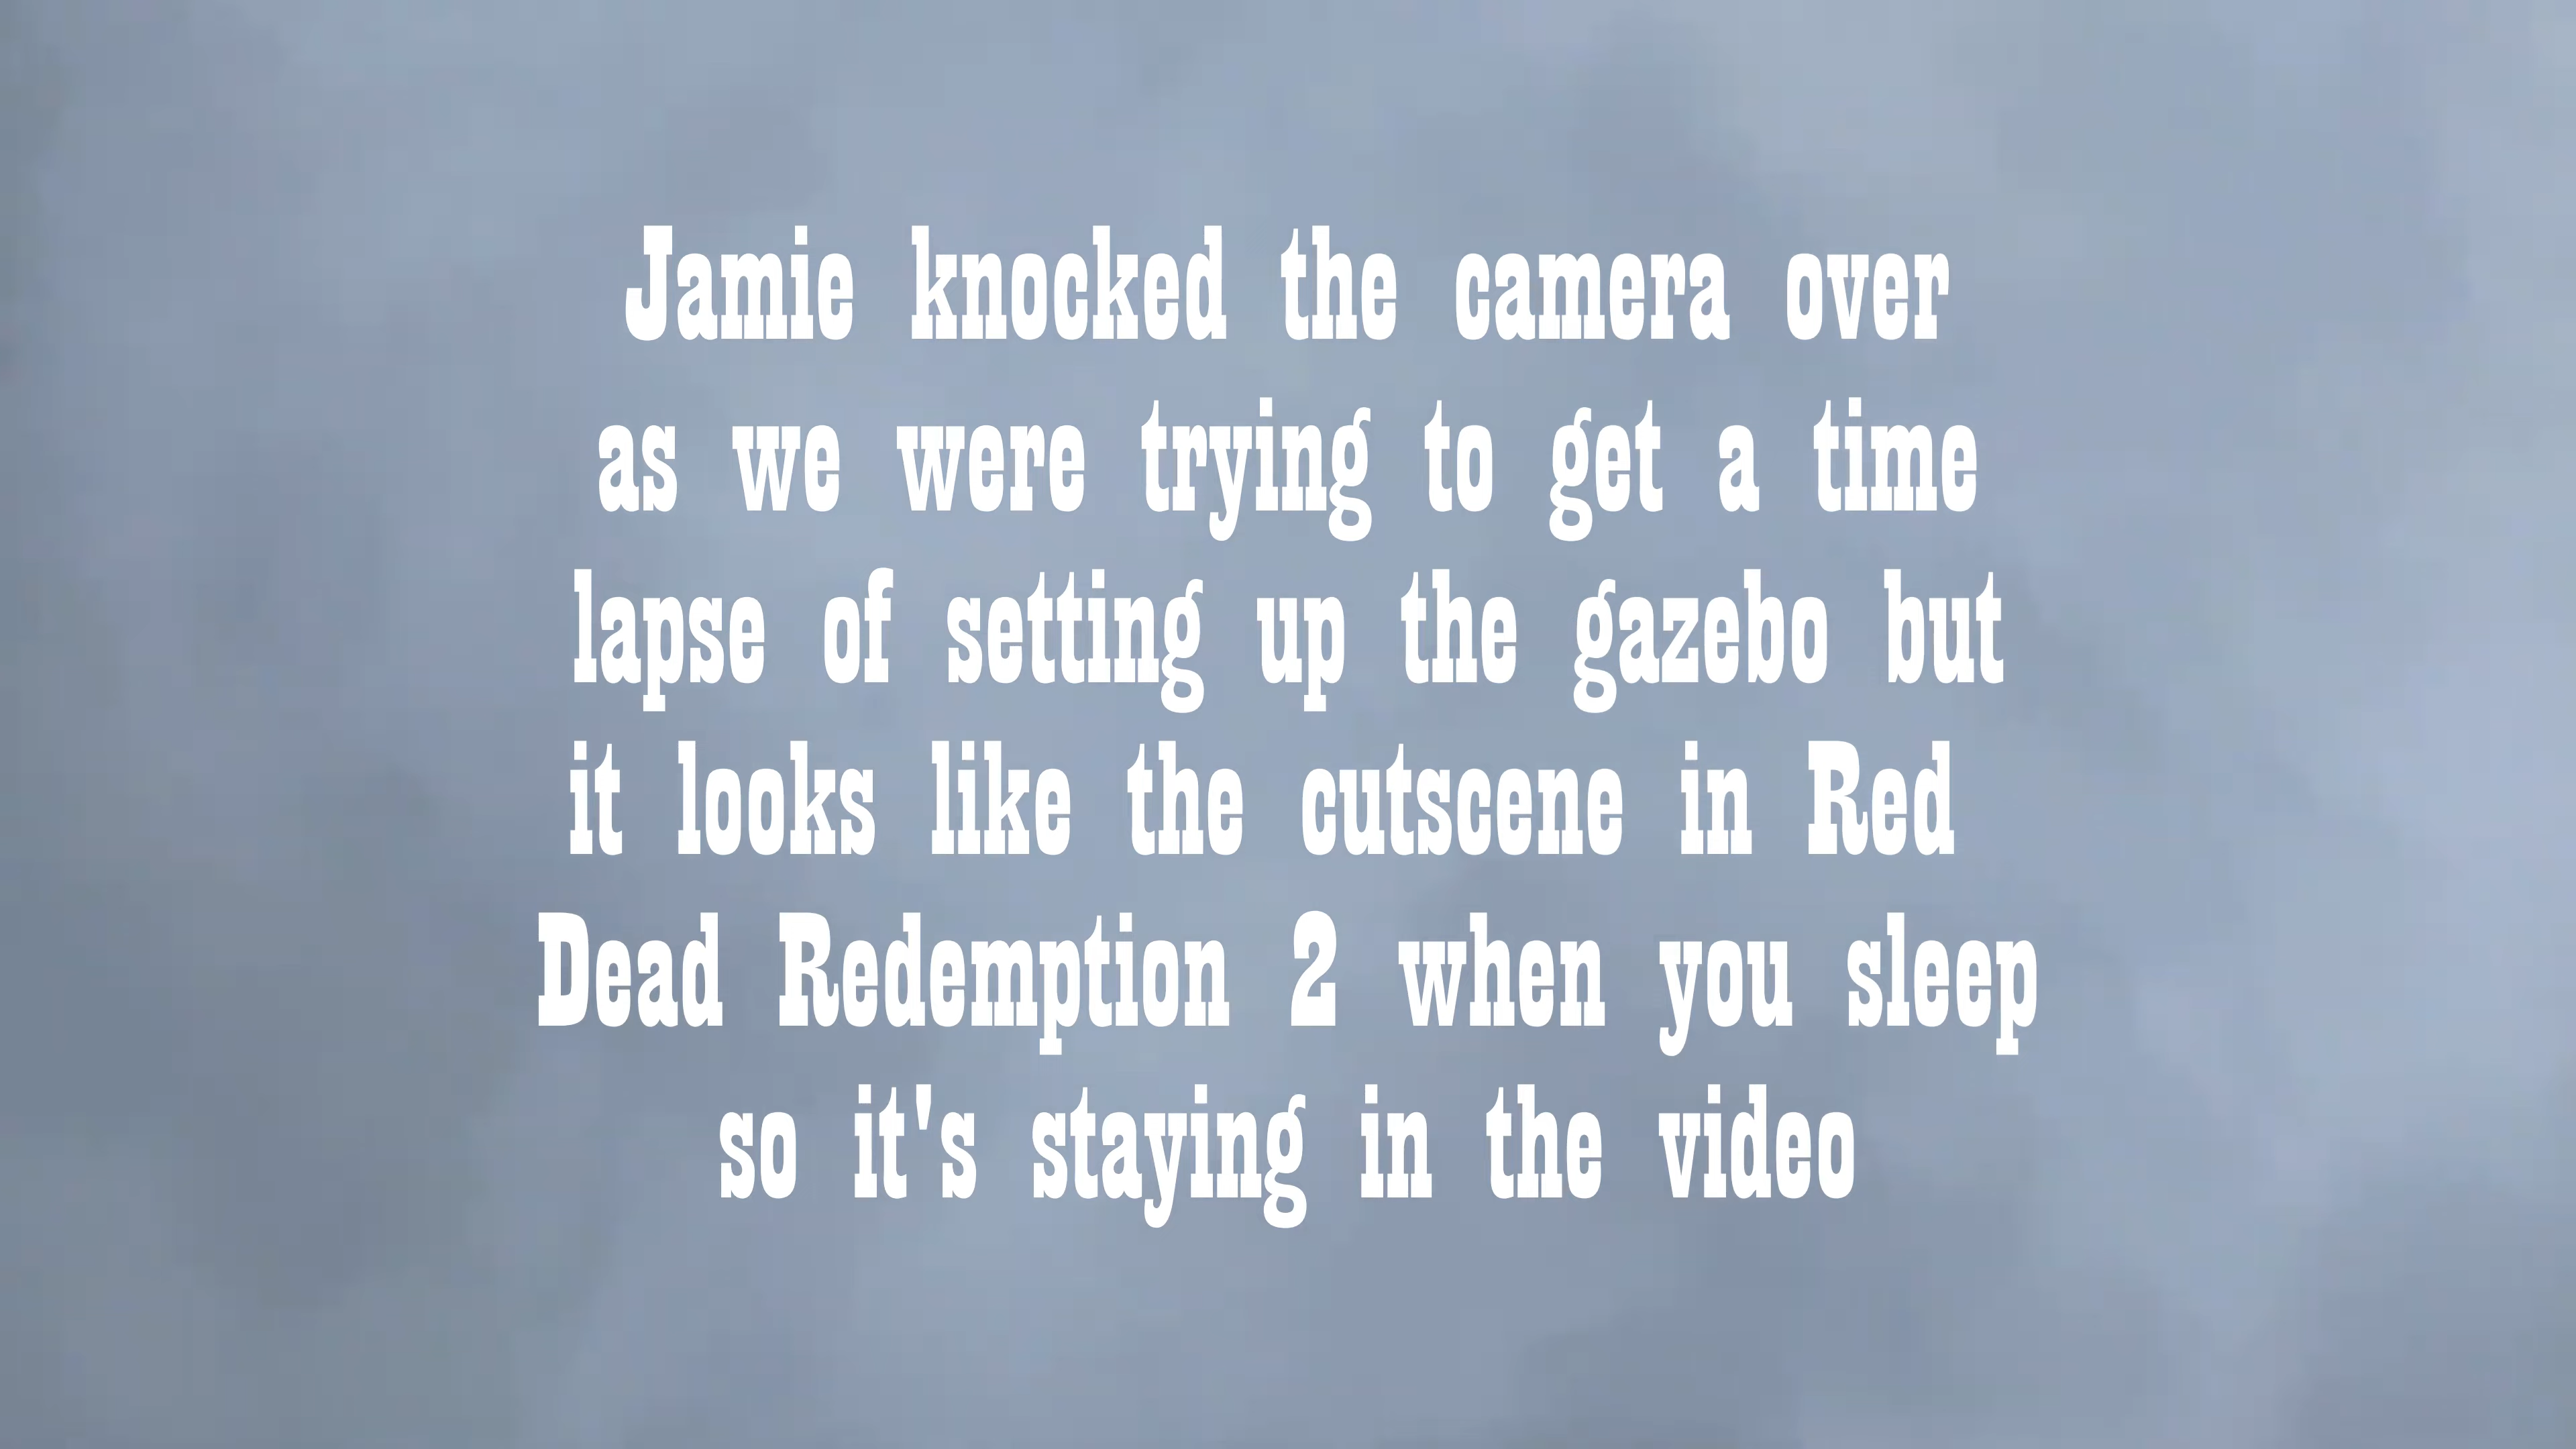 Jamie knocked the camera over
as we were trying to get a time
lapse of setting up the gazebo but
it looks like the cutscene in Red
Dead Redemption 2 when you sleep
so it's staying in the video